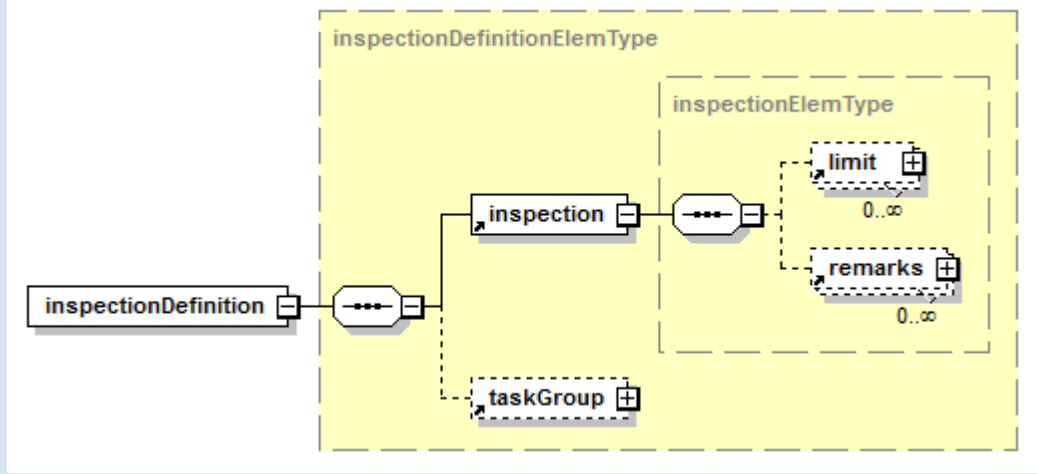 inspectionDefinitionElemType
inspectionElemType
limit
0..∞
inspection
remarks
0..∞
inspectionDefinition
taskGroup